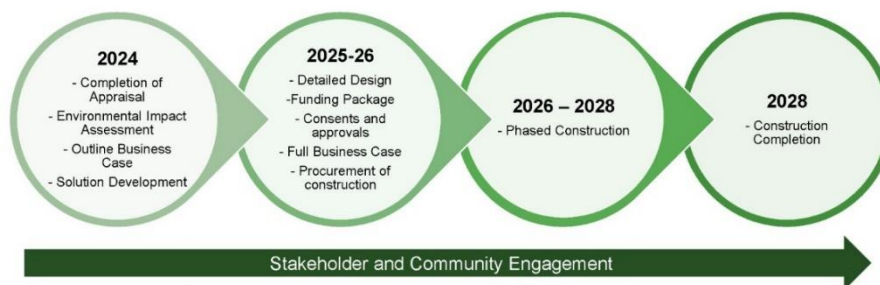 2024
- Completion of
Appraisal
- Environmental Impact
Assessment
- Outline Business
Case
- Solution Development
2025-26
- Detailed Design
-Funding Package
- Consents and
approvals
- Full Business Case
- Procurement of
construction
2026 – 2028
- Phased Construction
2028
- Construction
Completion
Stakeholder and Community Engagement